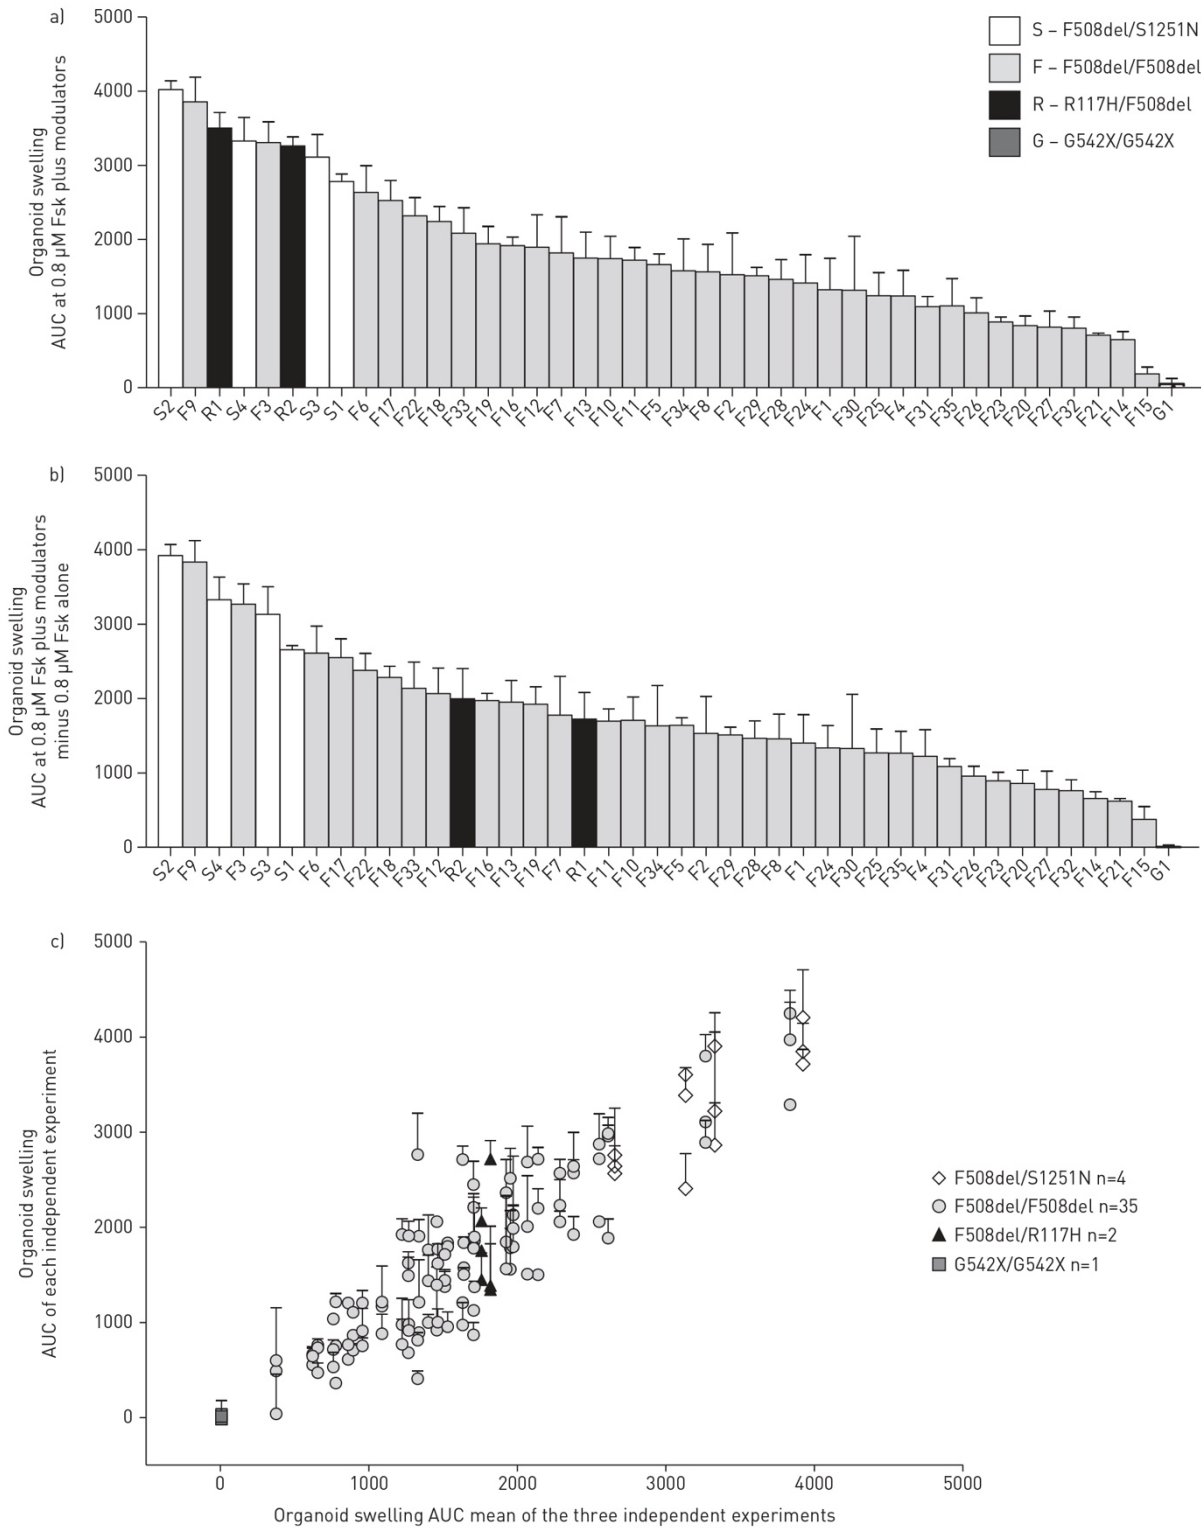 a)
5000
4000
3000
2000
1000
0
Organoid swelling
AUC at 0.8 µM Fsk plus modulators
S – F508del/S1251N
F – F508del/F508del
R – R117H/F508del
G – G542X/G542X
S2 F9 R1 S4 F3 R2 S3 S1 F6 F17 F22 F18 F33 F19 F16 F12 F7 F13 F10 F11 F5 F34 F8 F2 F29 F28 F24 F1 F30 F25 F4 F31 F35 F26 F23 F20 F27 F32 F21 F14 F15 G1
b)
5000
4000
3000
2000
1000
0
Organoid swelling
AUC at 0.8 µM Fsk plus modulators
minus 0.8 µM Fsk alone
S2 F9 S4 F3 S3 S1 F6 F17 F22 F18 F33 F12 R2 F16 F13 F19 F7 R1 F11 F10 F34 F5 F2 F29 F28 F8 F1 F24 F30 F25 F35 F4 F31 F26 F23 F20 F27 F32 F14 F21 F15 G1
c)
5000
4000
3000
2000
1000
0
Organoid swelling
AUC of each independent experiment
F508del/S1251N n=4
F508del/F508del n=35
F508del/R117H n=2
G542X/G542X n=1
0 1000 2000 3000 4000 5000
Organoid swelling AUC mean of the three independent experiments